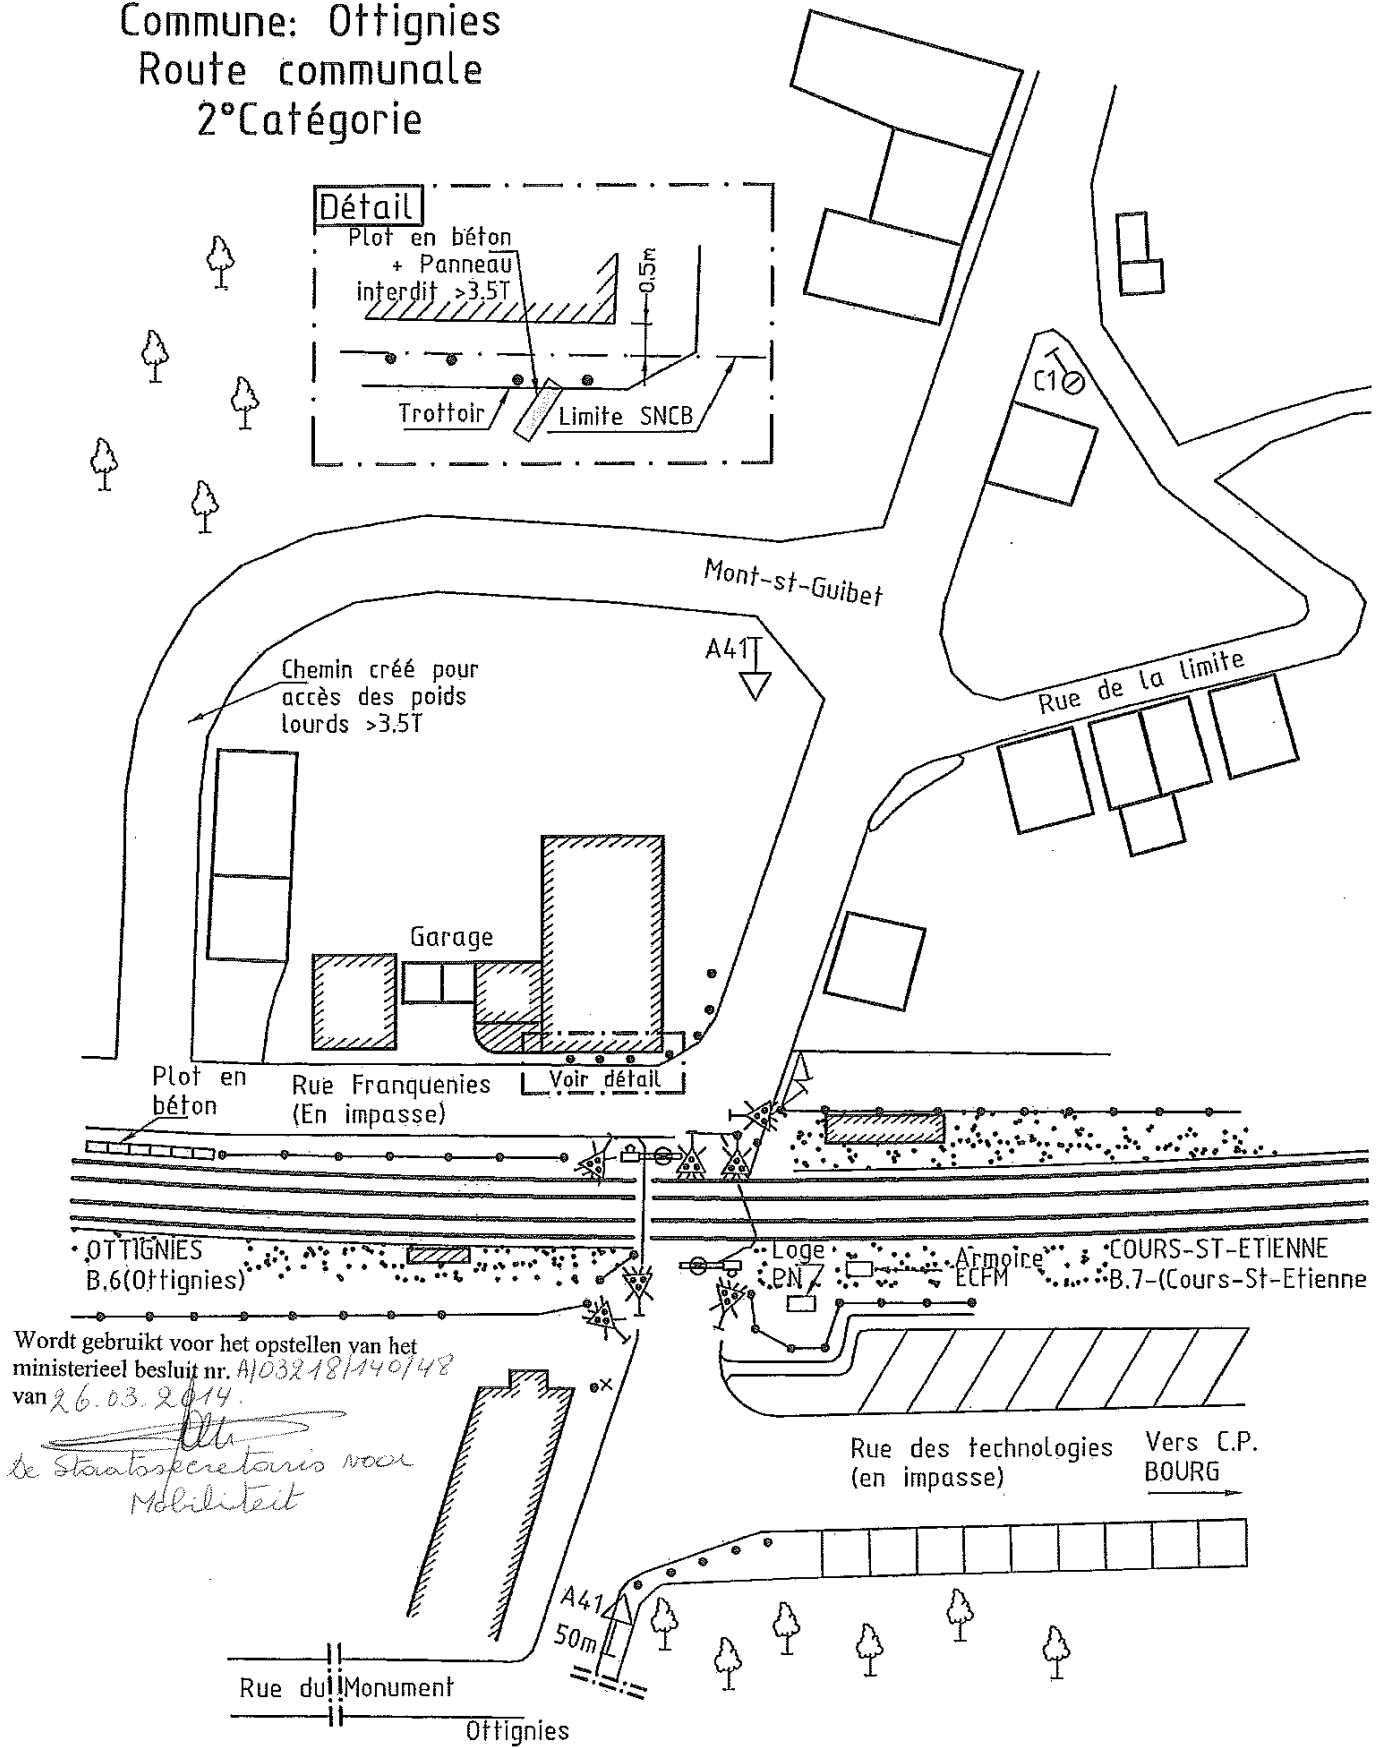 Commune: Ottignies
Route communale
2°Catégorie
Détail
Plot en béton
+ Panneau
interdit >3.5T
0.5m
Trottoir
Limite SNCB
C1
Mont-st-Guibet
A41
Chemin créé pour
accès des poids
lourds >3.5T
Rue de la limite
Garage
Plot en
béton
Rue Franquenies
(En impasse)
Voir détail
OTTIGNIES
B.6(Ottignies)
Loge
PN
Armoire
ECFM
COURS-ST-ETIENNE
B.7-(Cours-St-Etienne
Wordt gebruikt voor het opstellen van het
ministerieel besluit nr. A/03218/140/48
van 26.03.2014.
De Staatssecretaris voor
Mobiliteit
x
Rue des technologies
(en impasse)
Vers C.P.
BOURG
A41
50m
Rue du Monument
Ottignies